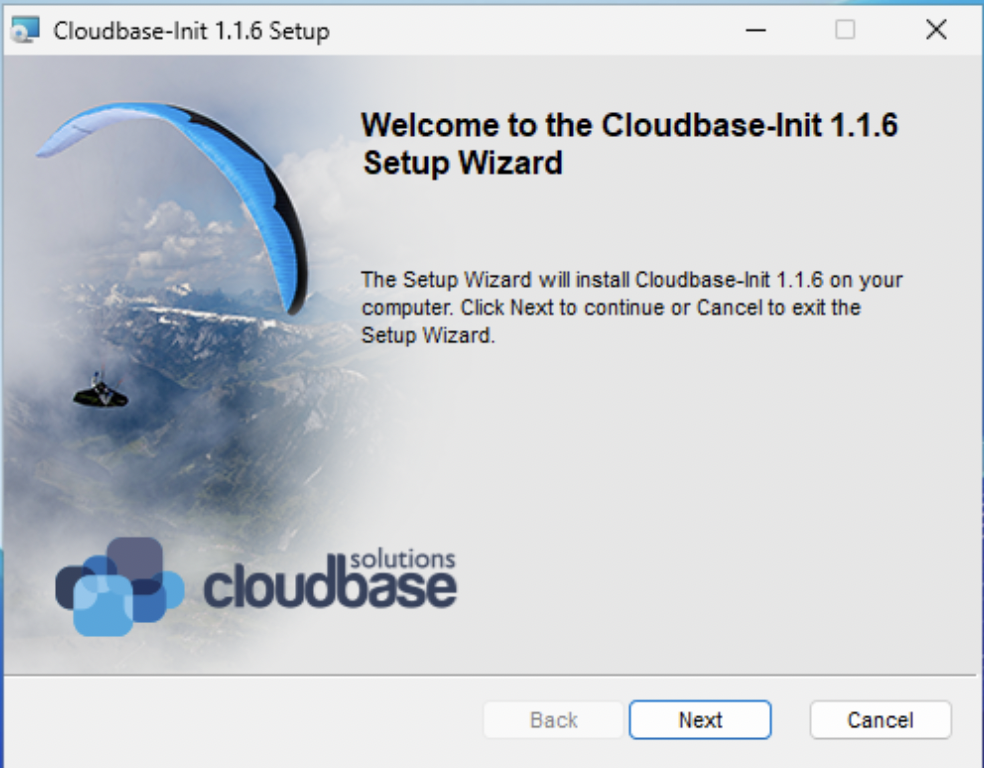 Cloudbase-Init 1.1.6 Setup
Welcome to the Cloudbase-Init 1.1.6
Setup Wizard
The Setup Wizard will install Cloudbase-Init 1.1.6 on your
computer. Click Next to continue or Cancel to exit the
Setup Wizard.
solutions
cloudbase
Back
Next
Cancel